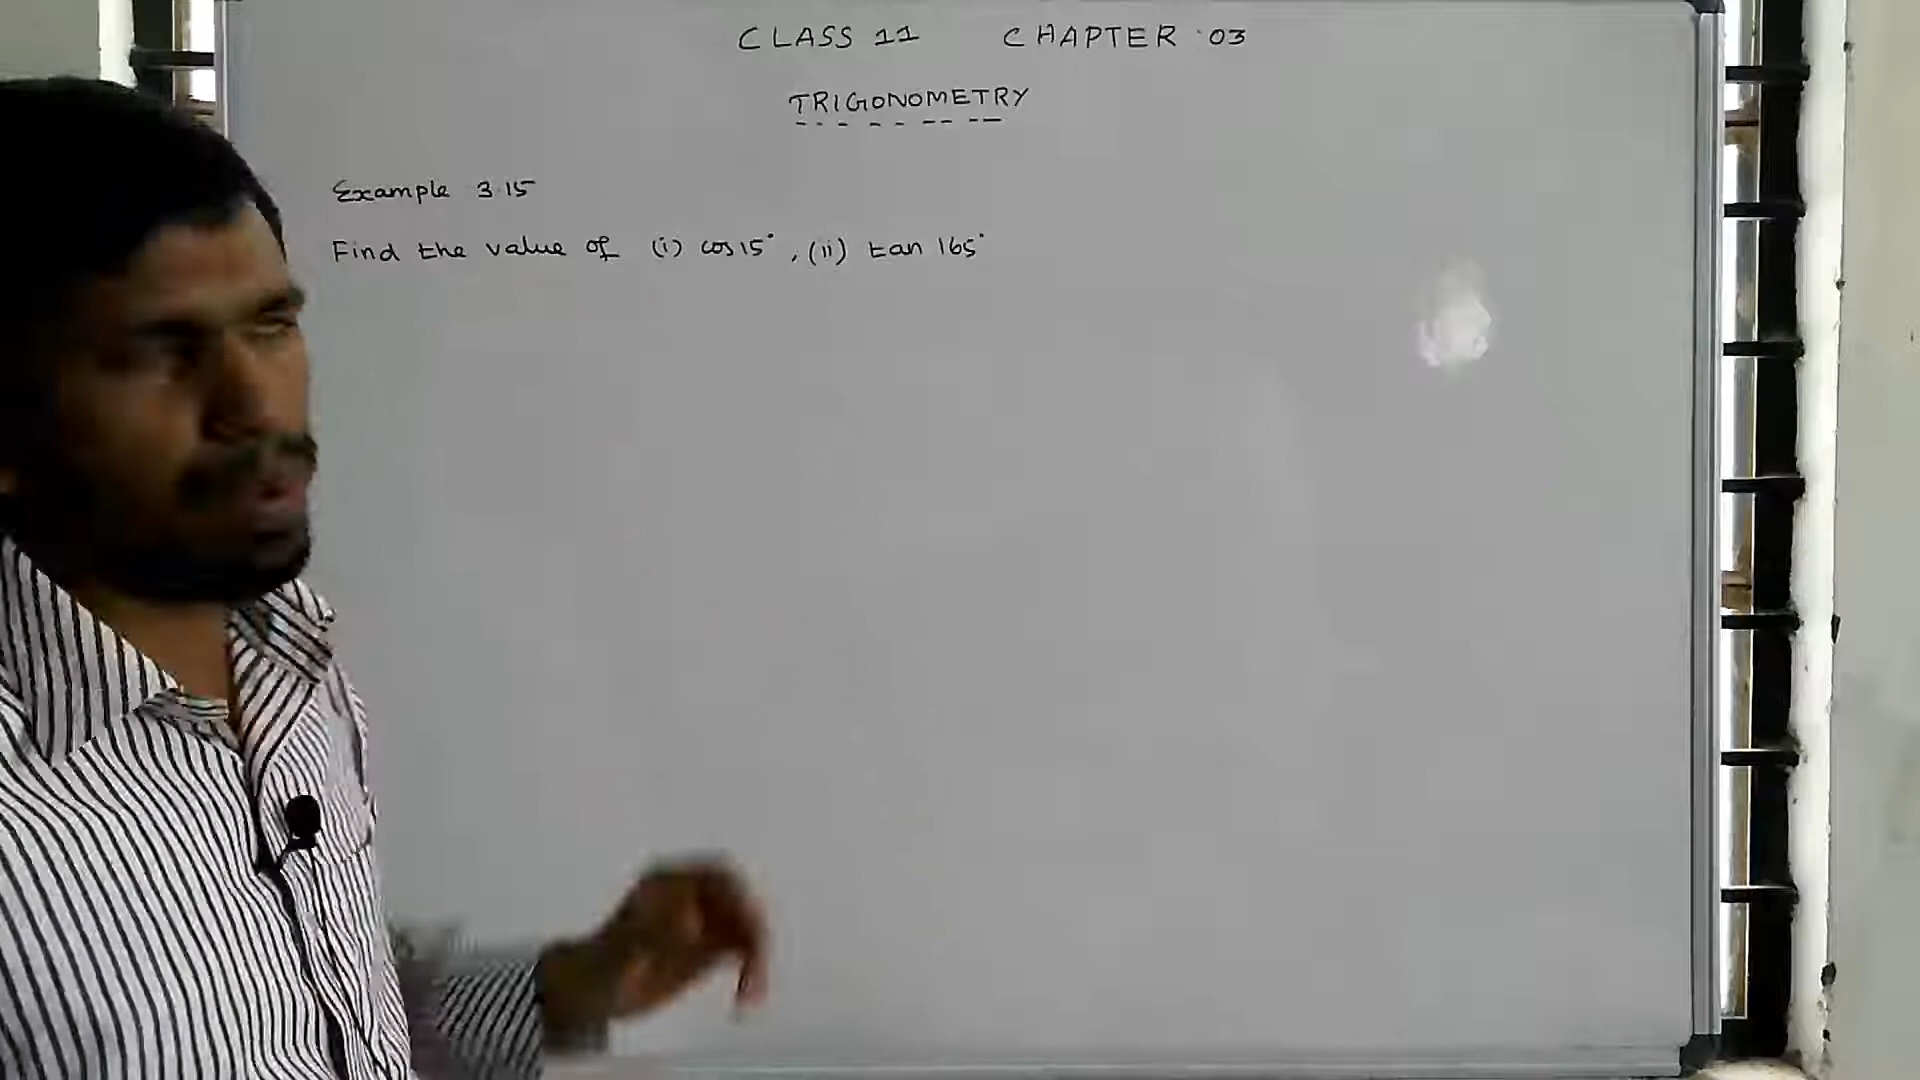 CLASS 11 CHAPTER 03
TRIGONOMETRY
Example 3.15
Find the value of (i) cos 15°, (ii) tan 165°